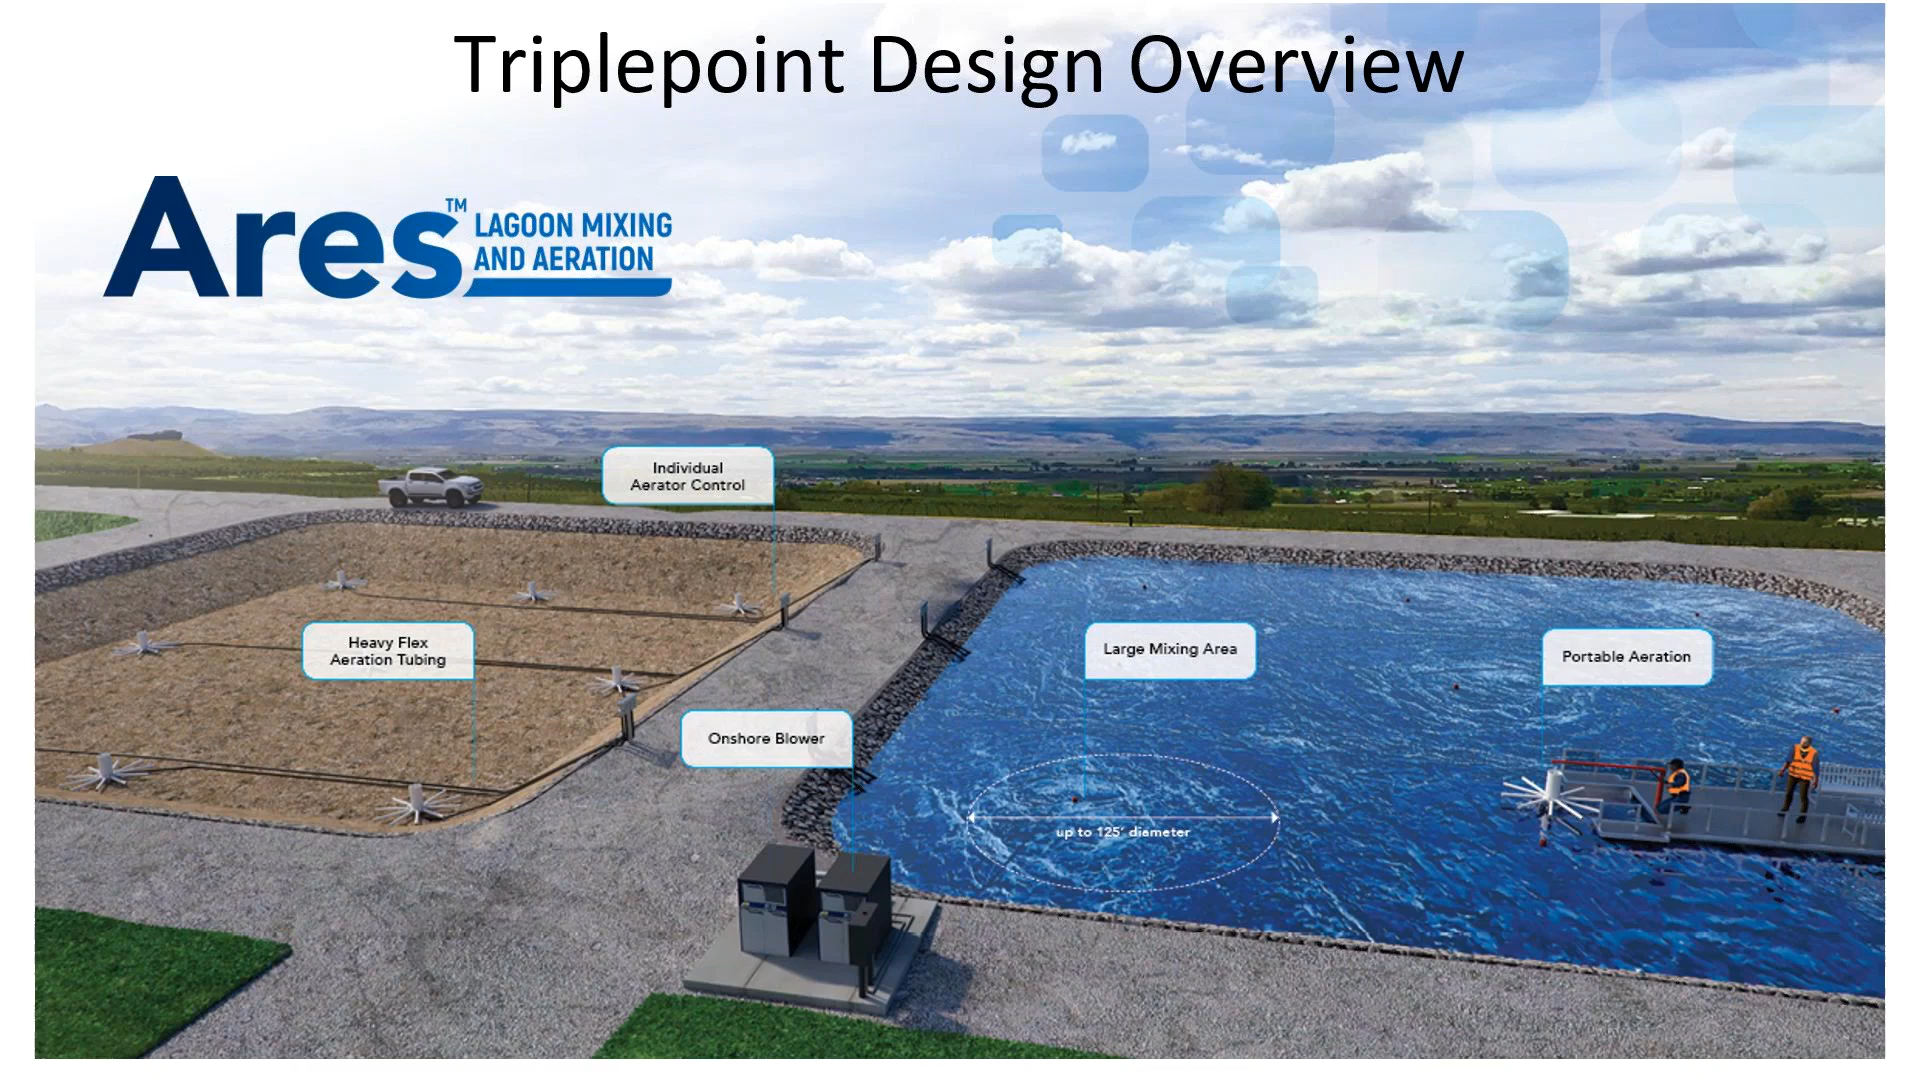 Triplepoint Design Overview
Ares™
LAGOON MIXING
AND AERATION
Individual
Aerator Control
Heavy Flex
Aeration Tubing
Large Mixing Area
Portable Aeration
Onshore Blower
up to 125' diameter